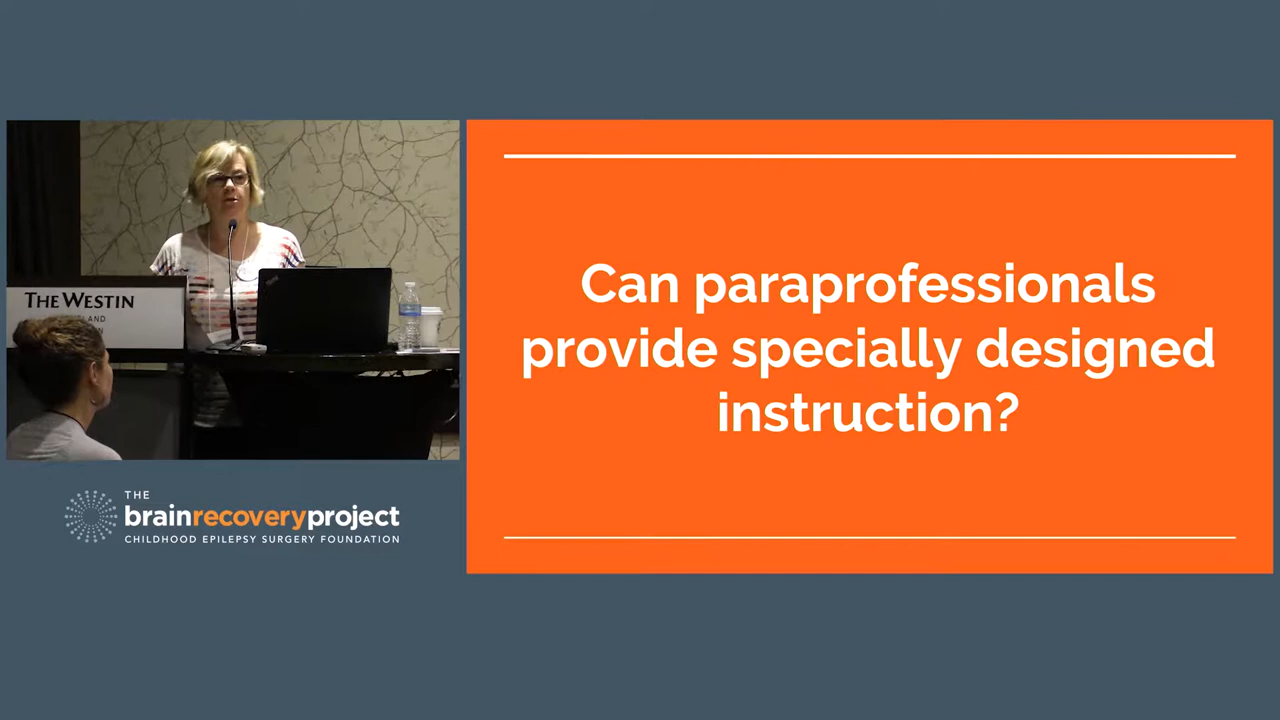 THE WESTIN
Can paraprofessionals
provide specially designed
instruction?
THE
brainrecoveryproject
CHILDHOOD EPILEPSY SURGERY FOUNDATION